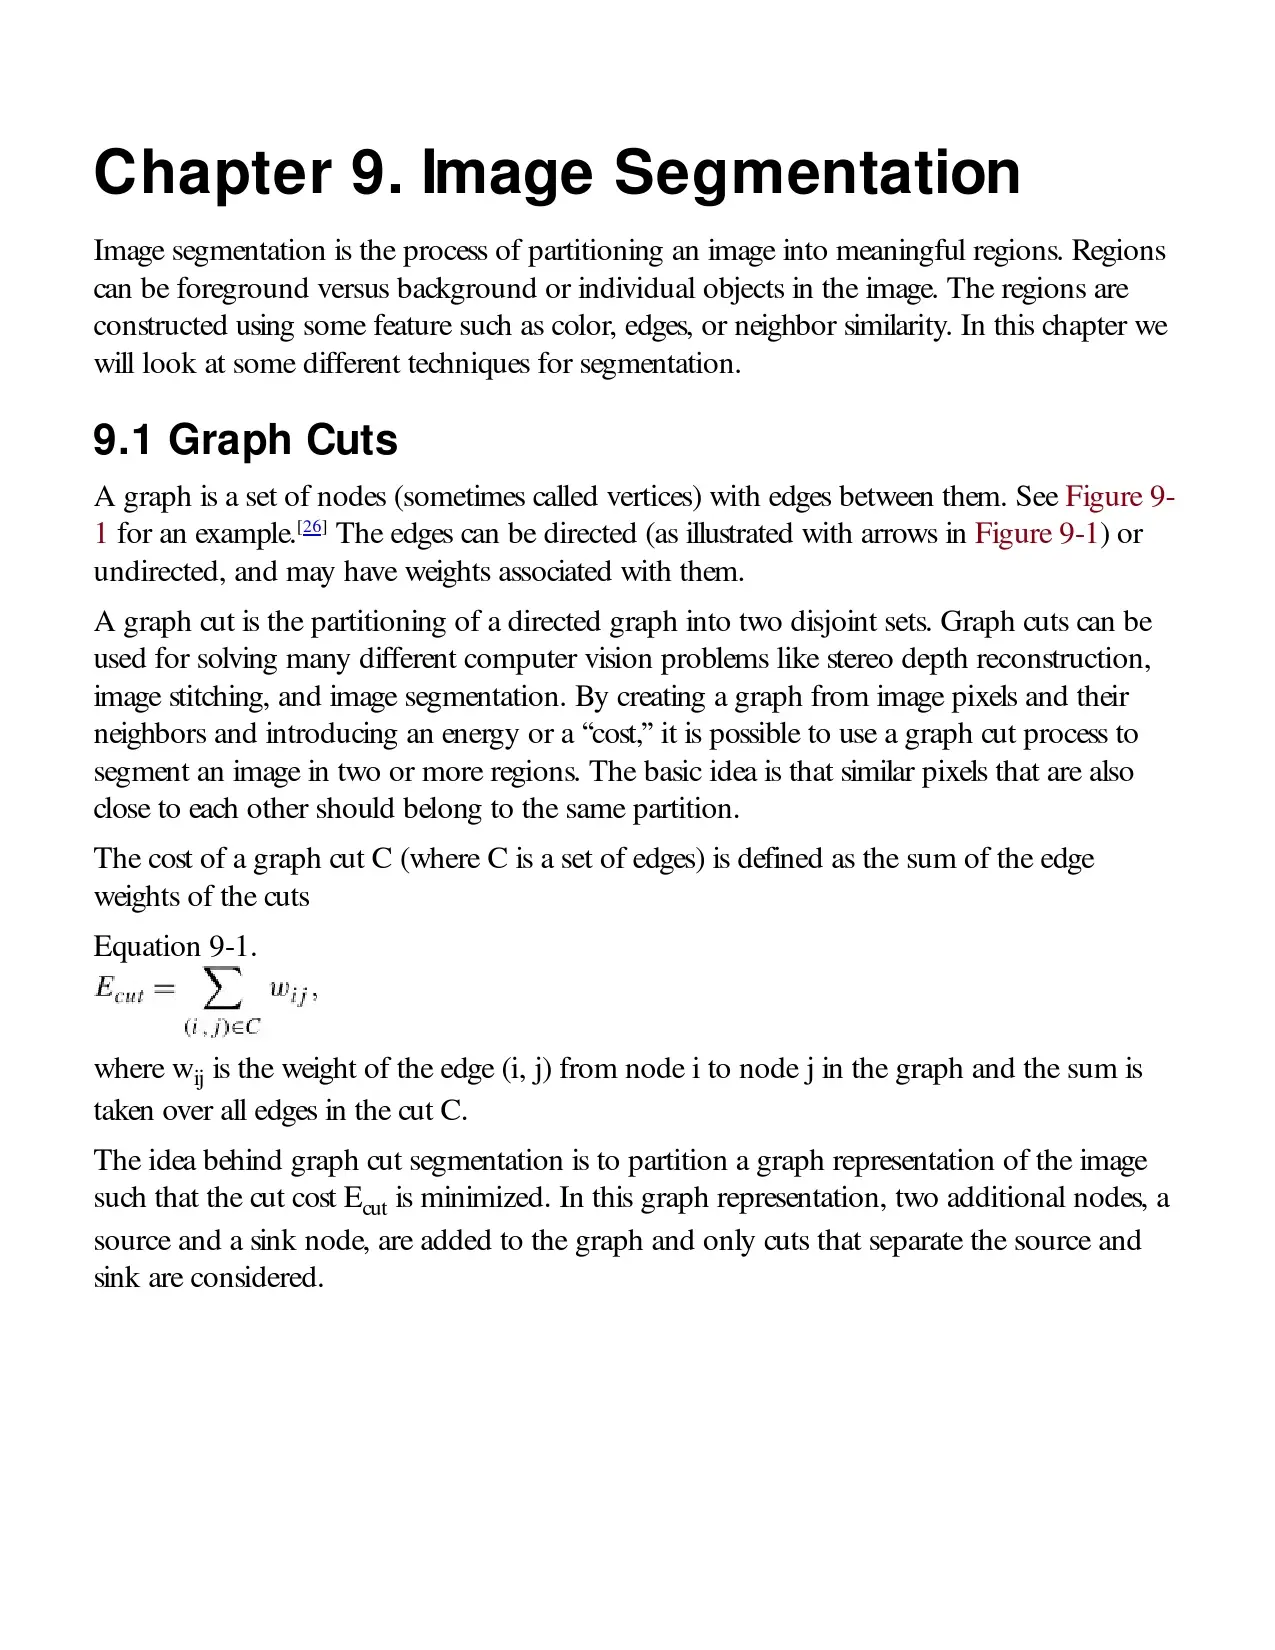 Chapter 9. Image Segmentation
Image segmentation is the process of partitioning an image into meaningful regions. Regions
can be foreground versus background or individual objects in the image. The regions are
constructed using some feature such as color, edges, or neighbor similarity. In this chapter we
will look at some different techniques for segmentation.
9.1 Graph Cuts
A graph is a set of nodes (sometimes called vertices) with edges between them. See Figure 9-
1 for an example.[26] The edges can be directed (as illustrated with arrows in Figure 9-1) or
undirected, and may have weights associated with them.
A graph cut is the partitioning of a directed graph into two disjoint sets. Graph cuts can be
used for solving many different computer vision problems like stereo depth reconstruction,
image stitching, and image segmentation. By creating a graph from image pixels and their
neighbors and introducing an energy or a “cost,” it is possible to use a graph cut process to
segment an image in two or more regions. The basic idea is that similar pixels that are also
close to each other should belong to the same partition.
The cost of a graph cut C (where C is a set of edges) is defined as the sum of the edge
weights of the cuts
Equation 9-1.
E_cut = ∑ w_ij,
(i,j)∈C
where w_ij is the weight of the edge (i, j) from node i to node j in the graph and the sum is
taken over all edges in the cut C.
The idea behind graph cut segmentation is to partition a graph representation of the image
such that the cut cost E_cut is minimized. In this graph representation, two additional nodes, a
source and a sink node, are added to the graph and only cuts that separate the source and
sink are considered.